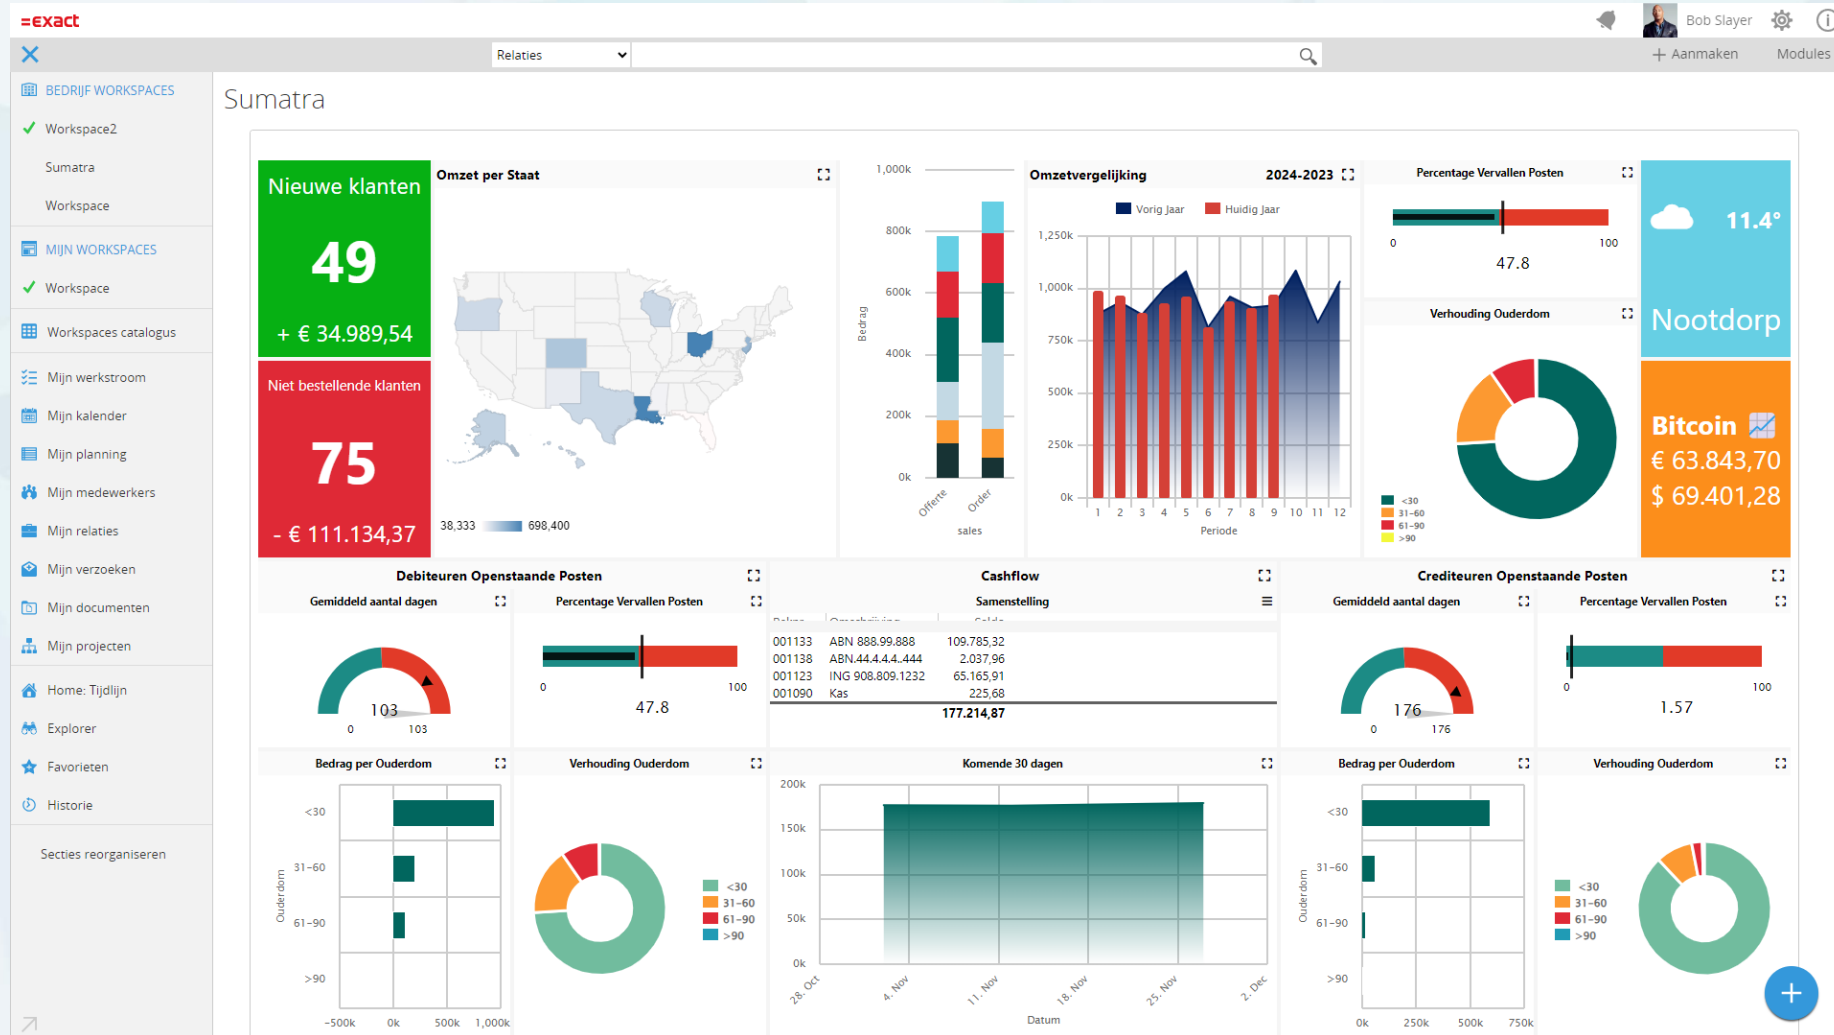 =exact
Bob Slayer
Relaties
Aanmaken
Modules
BEDRIJF WORKSPACES
Workspace2
Sumatra
Workspace
MIJN WORKSPACES
Workspace
Workspaces catalogus
Mijn werkstroom
Mijn kalender
Mijn planning
Mijn medewerkers
Mijn relaties
Mijn verzoeken
Mijn documenten
Mijn projecten
Home: Tijdlijn
Explorer
Favorieten
Historie
Secties reorganiseren
Sumatra
Nieuwe klanten
49
+ € 34.989,54
Niet bestellende klanten
75
- € 111.134,37
Omzet per Staat
38,333
698,400
1,000k
800k
600k
400k
200k
0k
Bedrag
Offerte
Order
sales
Omzetvergelijking
2024-2023
Vorig Jaar
Huidig Jaar
1,250k
1,000k
750k
500k
250k
0k
1 2 3 4 5 6 7 8 9 10 11 12
Periode
Percentage Vervallen Posten
0
100
47.8
Verhouding Ouderdom
<30
31-60
61-90
>90
11.4°
Nootdorp
Bitcoin
€ 63.843,70
$ 69.401,28
Debiteuren Openstaande Posten
Gemiddeld aantal dagen
103
0
103
Percentage Vervallen Posten
0
100
47.8
Bedrag per Ouderdom
<30
31-60
61-90
>90
Ouderdom
-500k 0k 500k 1,000k
Verhouding Ouderdom
<30
31-60
61-90
>90
Cashflow
Samenstelling
001133 ABN 888.99.888 109.785,32
001138 ABN.44.4.4.4..444 2.037,96
001123 ING 908.809.1232 65.165,91
001090 Kas 225,68
177.214,87
Komende 30 dagen
200k
150k
100k
50k
0k
28. Oct
4. Nov
11. Nov
18. Nov
25. Nov
2. Dec
Datum
Crediteuren Openstaande Posten
Gemiddeld aantal dagen
176
0
176
Percentage Vervallen Posten
0
100
1.57
Bedrag per Ouderdom
<30
31-60
61-90
>90
Ouderdom
0k 250k 500k 750k
Verhouding Ouderdom
<30
31-60
61-90
>90